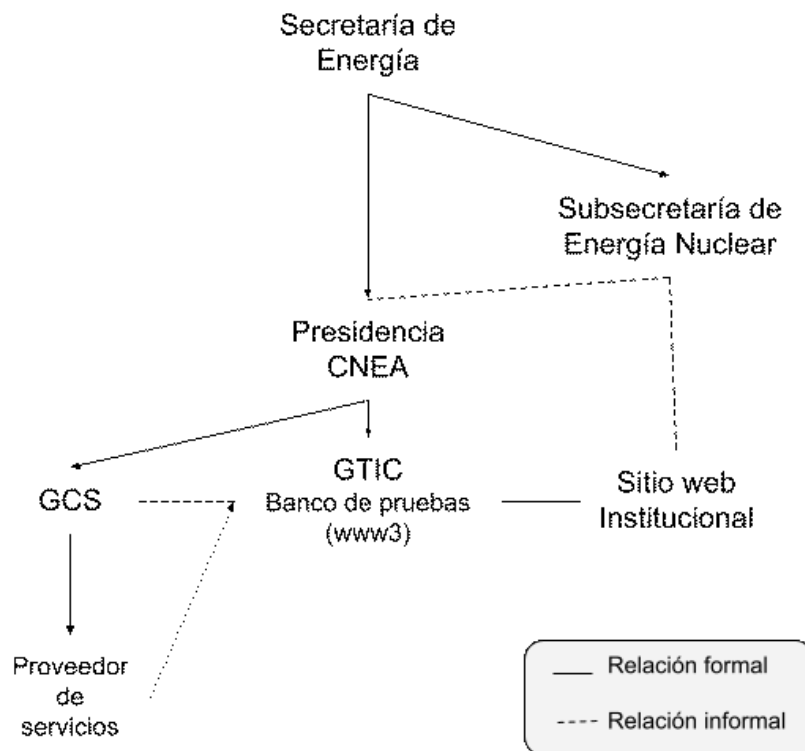 Secretaría de
Energía
Subsecretaría de
Energía Nuclear
Presidencia
CNEA
GCS
GTIC
Banco de pruebas
(www3)
Sitio web
Institucional
Proveedor
de
servicios
Relación formal
Relación informal